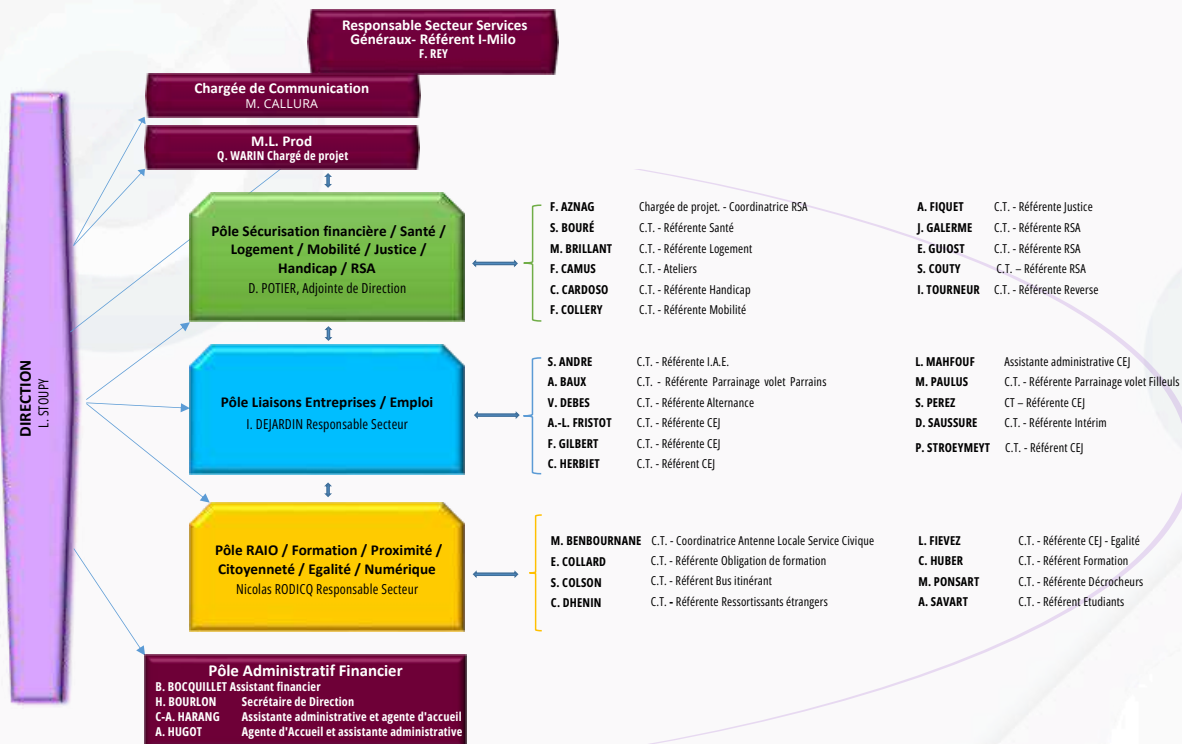 Responsable Secteur Services
Généraux- Référent I-Milo
F. REY
Chargée de Communication
M. CALLURA
M.L. Prod
Q. WARIN Chargé de projet
DIRECTION
L. STOUPY
Pôle Sécurisation financière / Santé /
Logement / Mobilité / Justice /
Handicap / RSA
D. POTIER, Adjointe de Direction
F. AZNAG Chargée de projet. - Coordinatrice RSA
S. BOURÉ C.T. - Référente Santé
M. BRILLANT C.T. - Référente Logement
F. CAMUS C.T. - Ateliers
C. CARDOSO C.T. - Référente Handicap
F. COLLERY C.T. - Référente Mobilité
A. FIQUET C.T. - Référente Justice
J. GALERME C.T. - Référente RSA
E. GUIOST C.T. - Référente RSA
S. COUTY C.T. – Référente RSA
I. TOURNEUR C.T. - Référente Reverse
Pôle Liaisons Entreprises / Emploi
I. DEJARDIN Responsable Secteur
S. ANDRE C.T. - Référente I.A.E.
A. BAUX C.T. - Référente Parrainage volet Parrains
V. DEBES C.T. - Référente Alternance
A.-L. FRISTOT C.T. - Référente CEJ
F. GILBERT C.T. - Référente CEJ
C. HERBIET C.T. - Référent CEJ
L. MAHFOUF Assistante administrative CEJ
M. PAULUS C.T. - Référente Parrainage volet Filleuls
S. PEREZ CT – Référente CEJ
D. SAUSSURE C.T. - Référente Intérim
P. STROEYMEYT C.T. - Référent CEJ
Pôle RAIO / Formation / Proximité /
Citoyenneté / Egalité / Numérique
Nicolas RODICQ Responsable Secteur
M. BENBOURNANE C.T. - Coordinatrice Antenne Locale Service Civique
E. COLLARD C.T. - Référente Obligation de formation
S. COLSON C.T. - Référent Bus itinérant
C. DHENIN C.T. - Référente Ressortissants étrangers
L. FIEVEZ C.T. - Référente CEJ - Egalité
C. HUBER C.T. - Référent Formation
M. PONSART C.T. - Référente Décrocheurs
A. SAVART C.T. - Référent Etudiants
Pôle Administratif Financier
B. BOCQUILLET Assistant financier
H. BOURLON Secrétaire de Direction
C-A. HARANG Assistante administrative et agente d'accueil
A. HUGOT Agente d'Accueil et assistante administrative